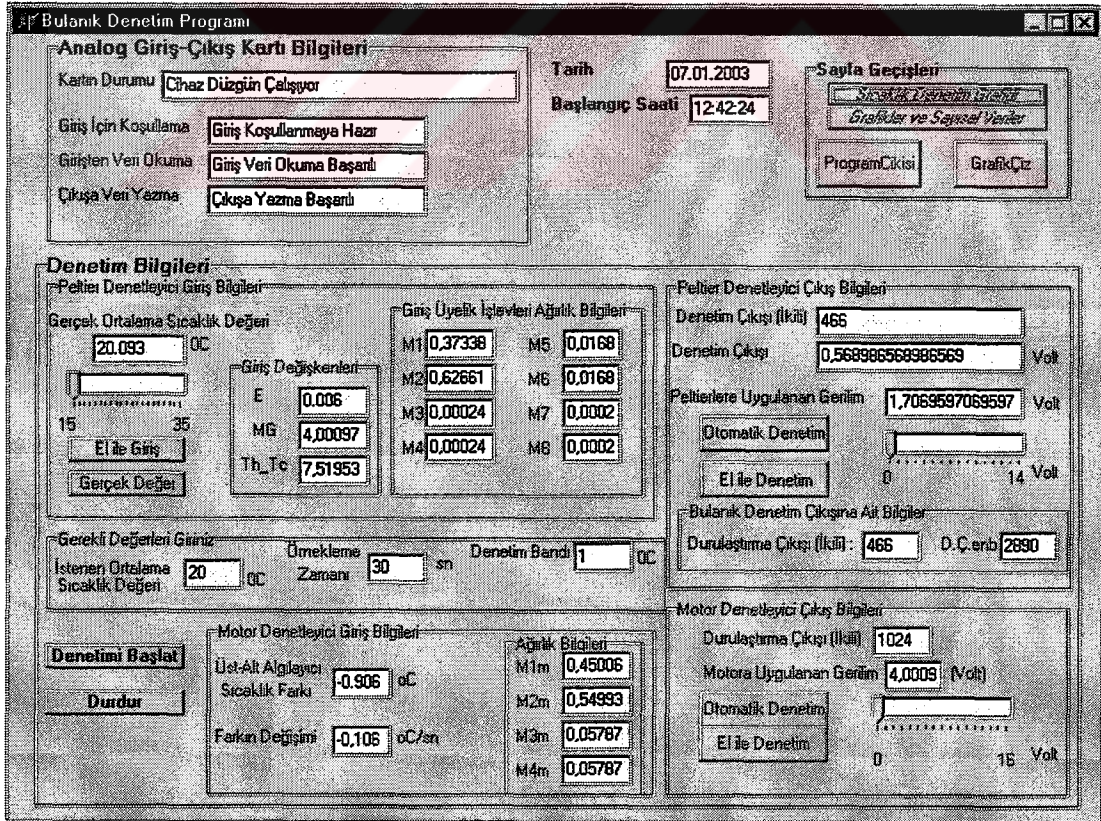 Bulanık Denetim Programı
Analog Giriş-Çıkış Kartı Bilgileri
Kartın Durumu Cihaz Düzgün Çalışıyor
Giriş İçin Koşullama Giriş Koşullanmaya Hazır
Girişten Veri Okuma Giriş Veri Okuma Başarılı
Çıkışa Veri Yazma Çıkışa Yazma Başarılı
Tarih 07.01.2003
Başlangıç Saati 12:42:24
Sayfa Geçişleri
Sıcaklık Denetim Grafiği
Grafikler ve Sayısal Veriler
ProgramCikisi GrafikÇiz
Denetim Bilgileri
Peltier Denetleyici Giriş Bilgileri
Gerçek Ortalama Sıcaklık Değeri
20.093 0C
15 35
El ile Giriş
Gerçek Değer
Giriş Değişkenleri
E 0.006
MG 4,00097
Th_Tc 7,51953
Giriş Üyelik İşlevleri Ağırlık Bilgileri
M1 0,37338 M5 0,0168
M2 0,62661 M6 0,0168
M3 0,00024 M7 0,0002
M4 0,00024 M8 0,0002
Peltier Denetleyici Çıkış Bilgileri
Denetim Çıkışı (İkili) 466
Denetim Çıkışı 0,568986568986569 Volt
Peltierlere Uygulanan Gerilim 1,7069597069597 Volt
Otomatik Denetim
El ile Denetim
0 14 Volt
Bulanık Denetim Çıkışına Ait Bilgiler
Durulaştırma Çıkışı (İkili) : 466 D.Ç.enb 2890
Gerekli Değerleri Giriniz
İstenen Ortalama Sıcaklık Değeri 20 0C
Örnekleme Zamanı 30 sn
Denetim Bandı 1 0C
Denetimi Başlat
Durdur
Motor Denetleyici Giriş Bilgileri
Üst-Alt Algılayıcı Sıcaklık Farkı -0.906 oC
Farkın Değişimi -0,106 oC/sn
Ağırlık Bilgileri
M1m 0,45006
M2m 0,54993
M3m 0,05787
M4m 0,05787
Motor Denetleyici Çıkış Bilgileri
Durulaştırma Çıkışı (İkili) 1024
Motora Uygulanan Gerilim 4,0009 (Volt)
Otomatik Denetim
El ile Denetim
0 16 Volt